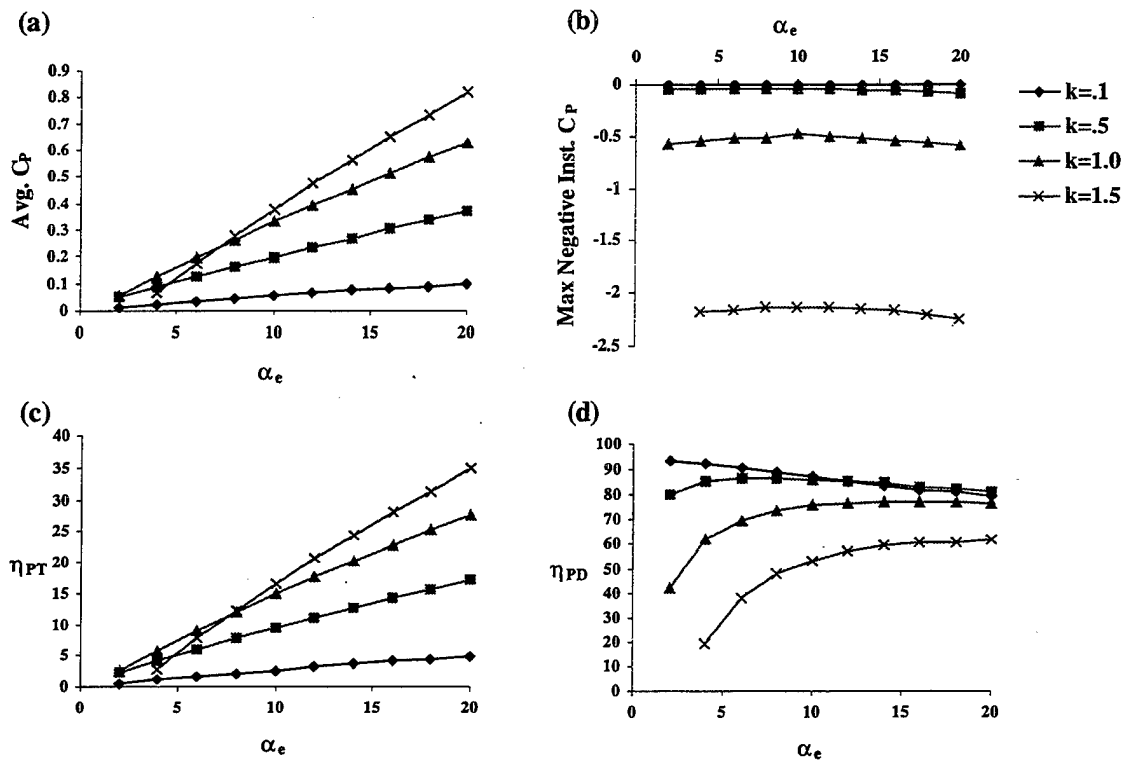 (a)
Avg. CP
0.9
0.8
0.7
0.6
0.5
0.4
0.3
0.2
0.1
0
0 5 10 15 20
αe
(b)
αe
0 5 10 15 20
Max Negative Inst. CP
0
-0.5
-1
-1.5
-2
-2.5
k=.1
k=.5
k=1.0
k=1.5
(c)
ηPT
40
35
30
25
20
15
10
5
0
0 5 10 15 20
αe
(d)
ηPD
100
90
80
70
60
50
40
30
20
10
0
0 5 10 15 20
αe